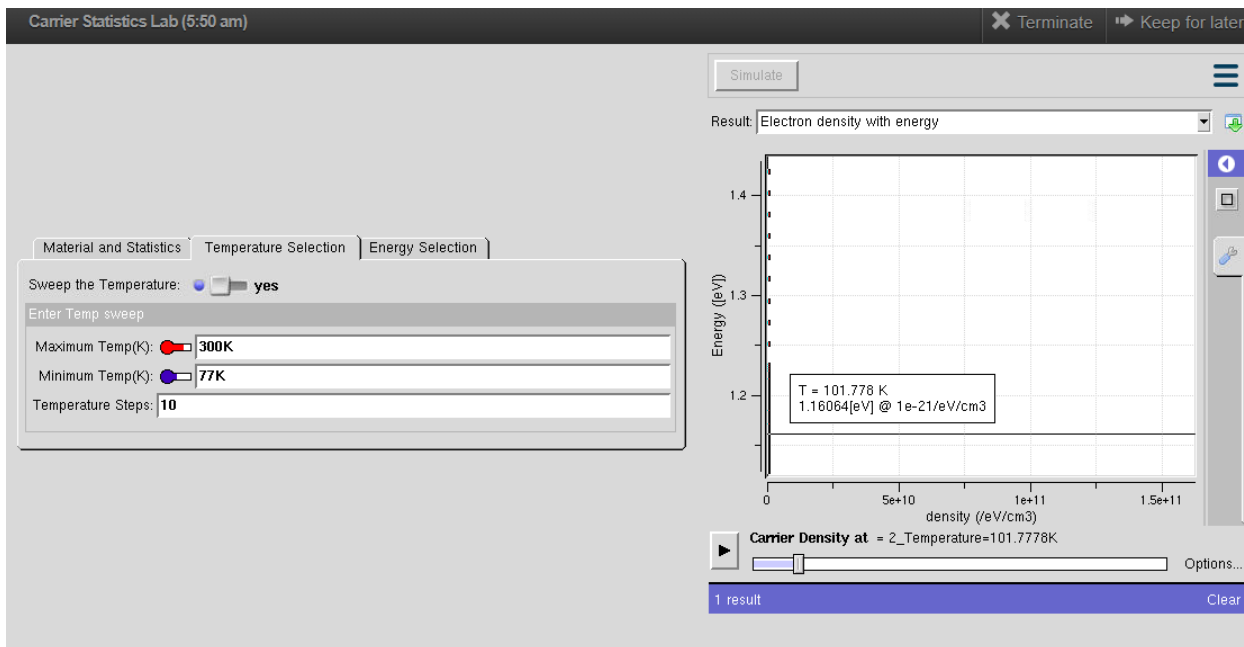 Carrier Statistics Lab (5:50 am)
Terminate
Keep for later
Simulate
Result: Electron density with energy
Material and Statistics
Temperature Selection
Energy Selection
Sweep the Temperature: yes
Enter Temp sweep
Maximum Temp(K): 300K
Minimum Temp(K): 77K
Temperature Steps: 10
Energy ([eV])
1.4
1.3
1.2
T = 101.778 K
1.16064[eV] @ 1e-21/eV/cm3
0
5e+10
1e+11
1.5e+11
density (/eV/cm3)
Carrier Density at = 2_Temperature=101.7778K
Options...
1 result
Clear